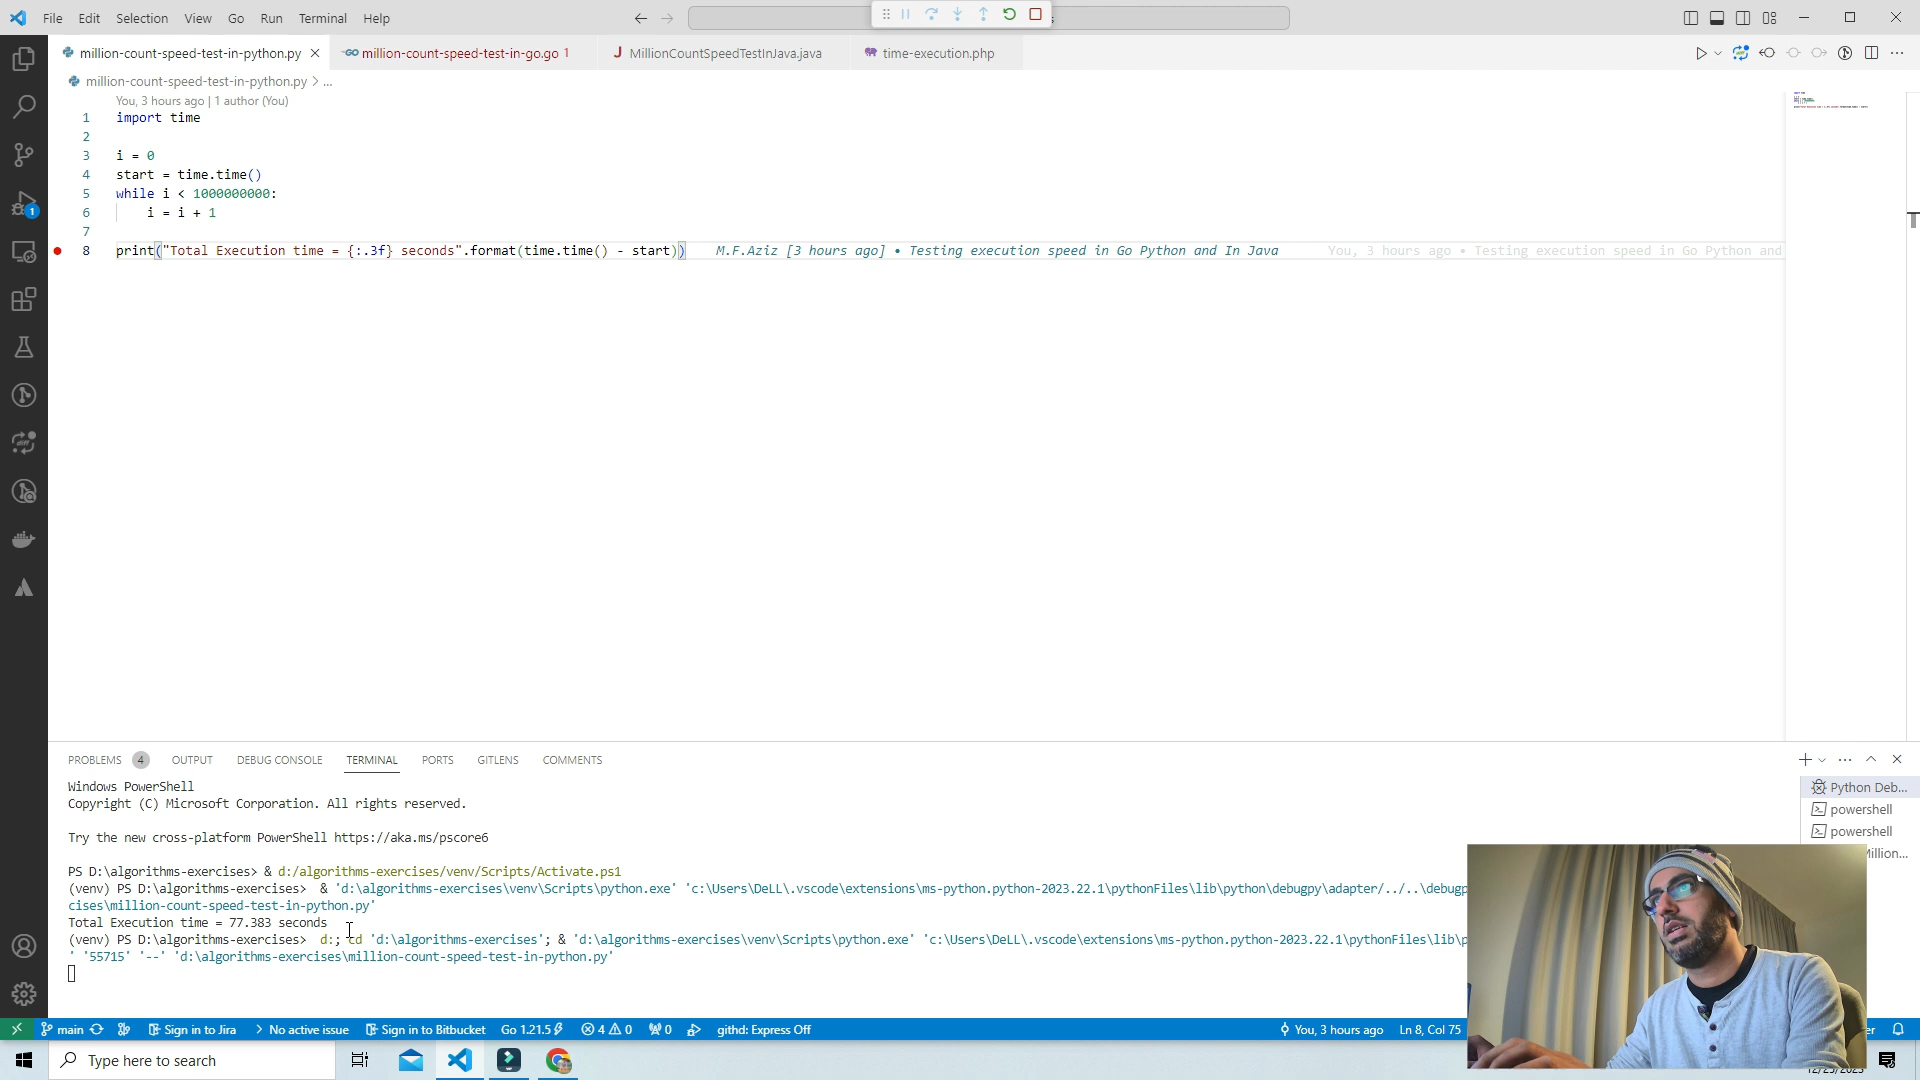 File Edit Selection View Go Run Terminal Help
million-count-speed-test-in-python.py
million-count-speed-test-in-go.go 1
MillionCountSpeedTestInJava.java
time-execution.php
million-count-speed-test-in-python.py > ...
You, 3 hours ago | 1 author (You)
1 import time
2
3 i = 0
4 start = time.time()
5 while i < 1000000000:
6 i = i + 1
7
8 print("Total Execution time = {:.3f} seconds".format(time.time() - start)) M.F.Aziz [3 hours ago] • Testing execution speed in Go Python and In Java You, 3 hours ago • Testing execution speed in Go Python and
1
PROBLEMS 4 OUTPUT DEBUG CONSOLE TERMINAL PORTS GITLENS COMMENTS
Windows PowerShell
Copyright (C) Microsoft Corporation. All rights reserved.
Try the new cross-platform PowerShell https://aka.ms/pscore6
PS D:\algorithms-exercises> & d:/algorithms-exercises/venv/Scripts/Activate.ps1
(venv) PS D:\algorithms-exercises> & 'd:\algorithms-exercises\venv\Scripts\python.exe' 'c:\Users\DeLL\.vscode\extensions\ms-python.python-2023.22.1\pythonFiles\lib\python\debugpy\adapter/../..\debugp
cises\million-count-speed-test-in-python.py'
Total Execution time = 77.383 seconds
(venv) PS D:\algorithms-exercises> d:; cd 'd:\algorithms-exercises'; & 'd:\algorithms-exercises\venv\Scripts\python.exe' 'c:\Users\DeLL\.vscode\extensions\ms-python.python-2023.22.1\pythonFiles\lib\p
' '55715' '--' 'd:\algorithms-exercises\million-count-speed-test-in-python.py'
Python Deb...
powershell
powershell
illion...
main Sign in to Jira > No active issue Sign in to Bitbucket Go 1.21.5 4 0 0 githd: Express Off You, 3 hours ago Ln 8, Col 75
Type here to search